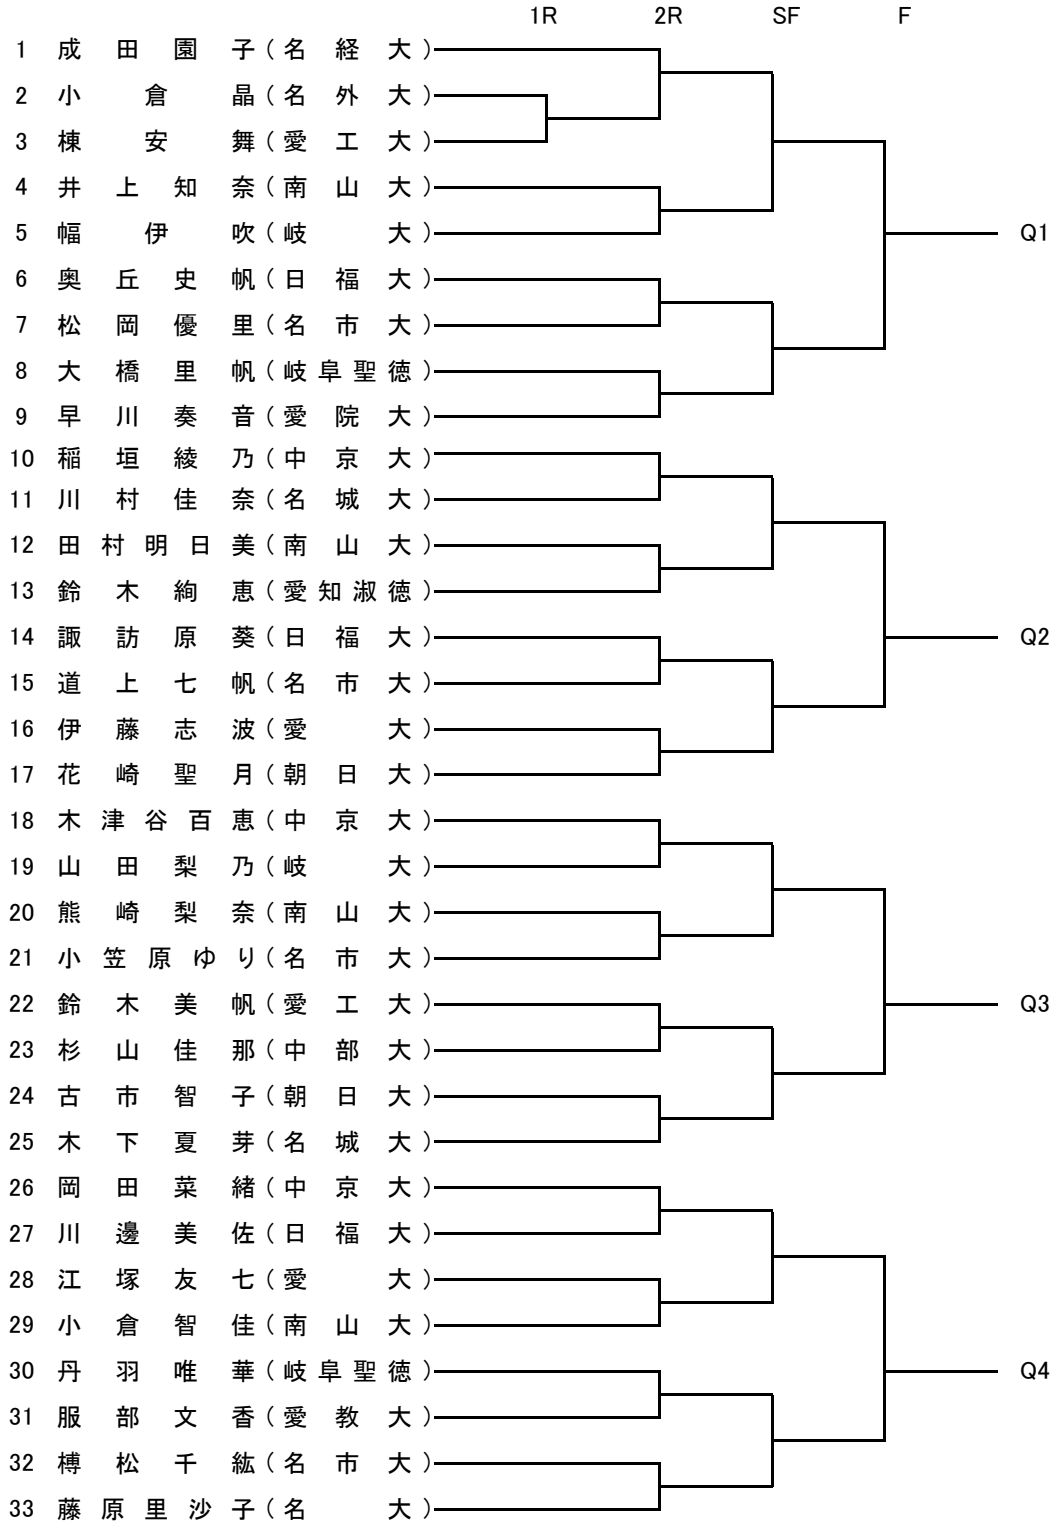 1R 2R SF F
1 成田園子（名経大）
2 小倉晶（名外大）
3 棟安舞（愛工大）
4 井上知奈（南山大）
5 幅伊吹（岐大）
Q1
6 奥丘史帆（日福大）
7 松岡優里（名市大）
8 大橋里帆（岐阜聖徳）
9 早川奏音（愛院大）
10 稲垣綾乃（中京大）
11 川村佳奈（名城大）
12 田村明日美（南山大）
13 鈴木絢恵（愛知淑徳）
14 諏訪原葵（日福大）
Q2
15 道上七帆（名市大）
16 伊藤志波（愛大）
17 花崎聖月（朝日大）
18 木津谷百恵（中京大）
19 山田梨乃（岐大）
20 熊崎梨奈（南山大）
21 小笠原ゆり（名市大）
22 鈴木美帆（愛工大）
Q3
23 杉山佳那（中部大）
24 古市智子（朝日大）
25 木下夏芽（名城大）
26 岡田菜緒（中京大）
27 川邊美佐（日福大）
28 江塚友七（愛大）
29 小倉智佳（南山大）
30 丹羽唯華（岐阜聖徳）
Q4
31 服部文香（愛教大）
32 榑松千紘（名市大）
33 藤原里沙子（名大）